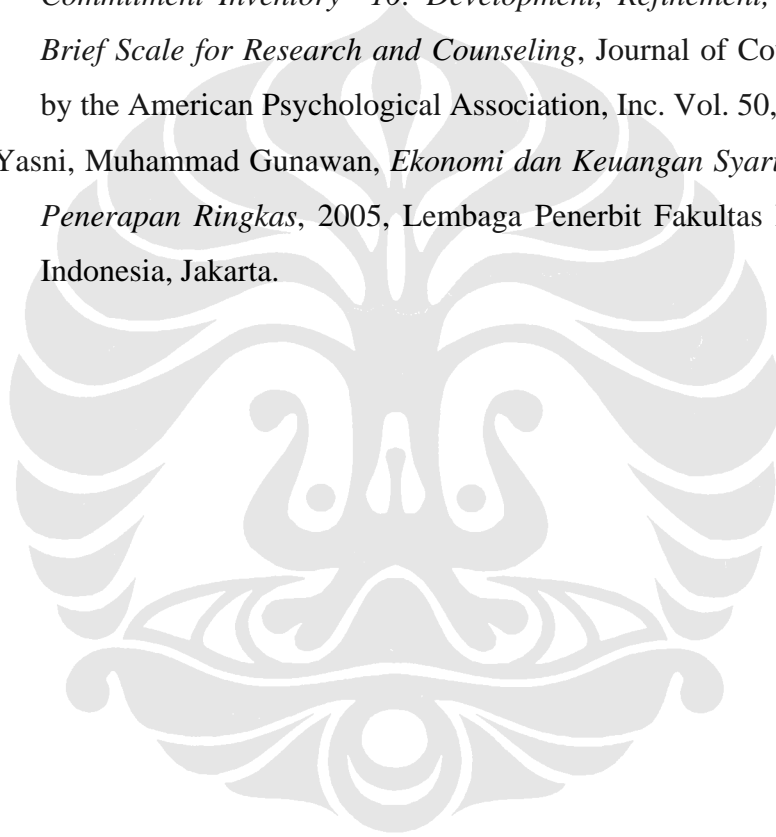 Commitment Inventory—10: Development, Refinement,
Brief Scale for Research and Counseling, Journal of Cou
by the American Psychological Association, Inc. Vol. 50,
Yasni, Muhammad Gunawan, Ekonomi dan Keuangan Syari
Penerapan Ringkas, 2005, Lembaga Penerbit Fakultas
Indonesia, Jakarta.